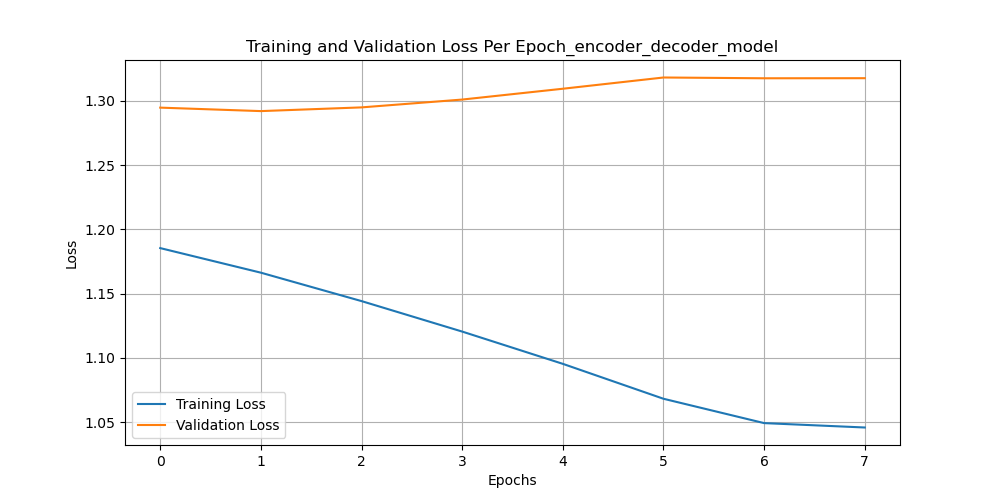 Training and Validation Loss Per Epoch_encoder_decoder_model
Loss
1.30
1.25
1.20
1.15
1.10
1.05
Training Loss
Validation Loss
0 1 2 3 4 5 6 7
Epochs